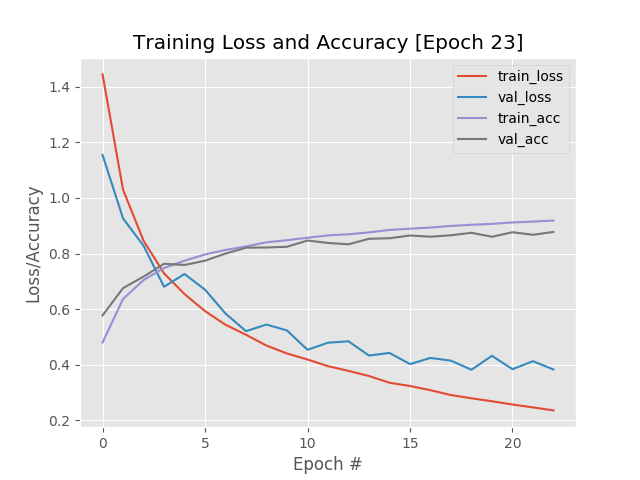 Training Loss and Accuracy [Epoch 23]
train_loss
val_loss
train_acc
val_acc
Loss/Accuracy
1.4
1.2
1.0
0.8
0.6
0.4
0.2
0
5
10
15
20
Epoch #